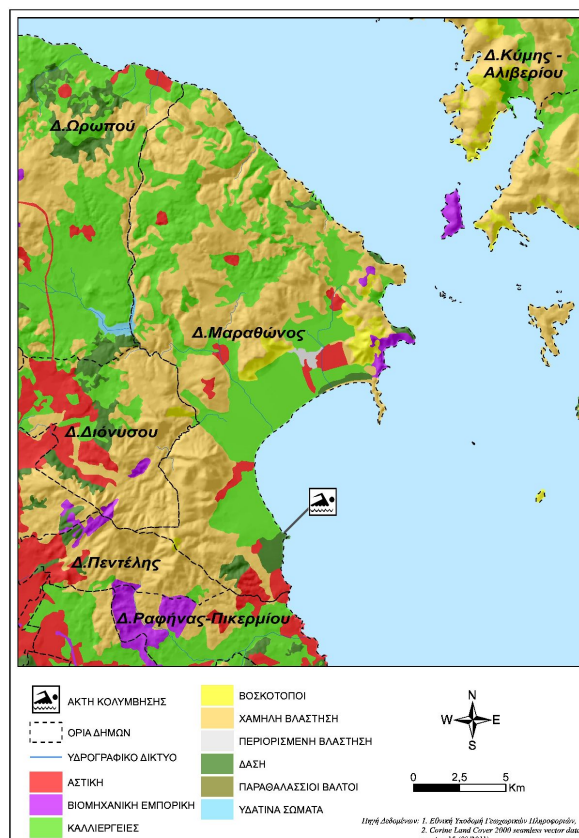 Δ.Κύμης -
Αλιβερίου
Δ.Ωρωπού
Δ.Μαραθώνος
Δ.Διόνυσου
Δ.Πεντέλης
Δ.Ραφήνας-Πικερμίου
ΑΚΤΗ ΚΟΛΥΜΒΗΣΗΣ
ΟΡΙΑ ΔΗΜΩΝ
ΥΔΡΟΓΡΑΦΙΚΟ ΔΙΚΤΥΟ
ΑΣΤΙΚΗ
ΒΙΟΜΗΧΑΝΙΚΗ ΕΜΠΟΡΙΚΗ
ΚΑΛΛΙΕΡΓΕΙΕΣ
ΒΟΣΚΟΤΟΠΟΙ
ΧΑΜΗΛΗ ΒΛΑΣΤΗΣΗ
ΠΕΡΙΟΡΙΣΜΕΝΗ ΒΛΑΣΤΗΣΗ
ΔΑΣΗ
ΠΑΡΑΘΑΛΑΣΣΙΟΙ ΒΑΛΤΟΙ
ΥΔΑΤΙΝΑ ΣΩΜΑΤΑ
N
W E
S
0 2,5 5
Km
Πηγή Δεδομένων: 1. Εθνική Υποδομή Γεωχωρικών Πληροφοριών,
2. Corine Land Cover 2000 seamless vector data